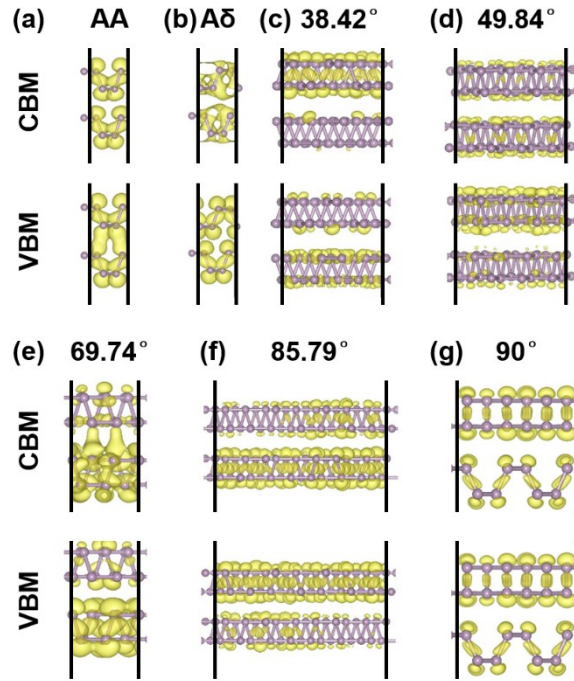 (a) AA (b) Aδ (c) 38.42° (d) 49.84°
CBM
VBM
(e) 69.74° (f) 85.79° (g) 90°
CBM
VBM